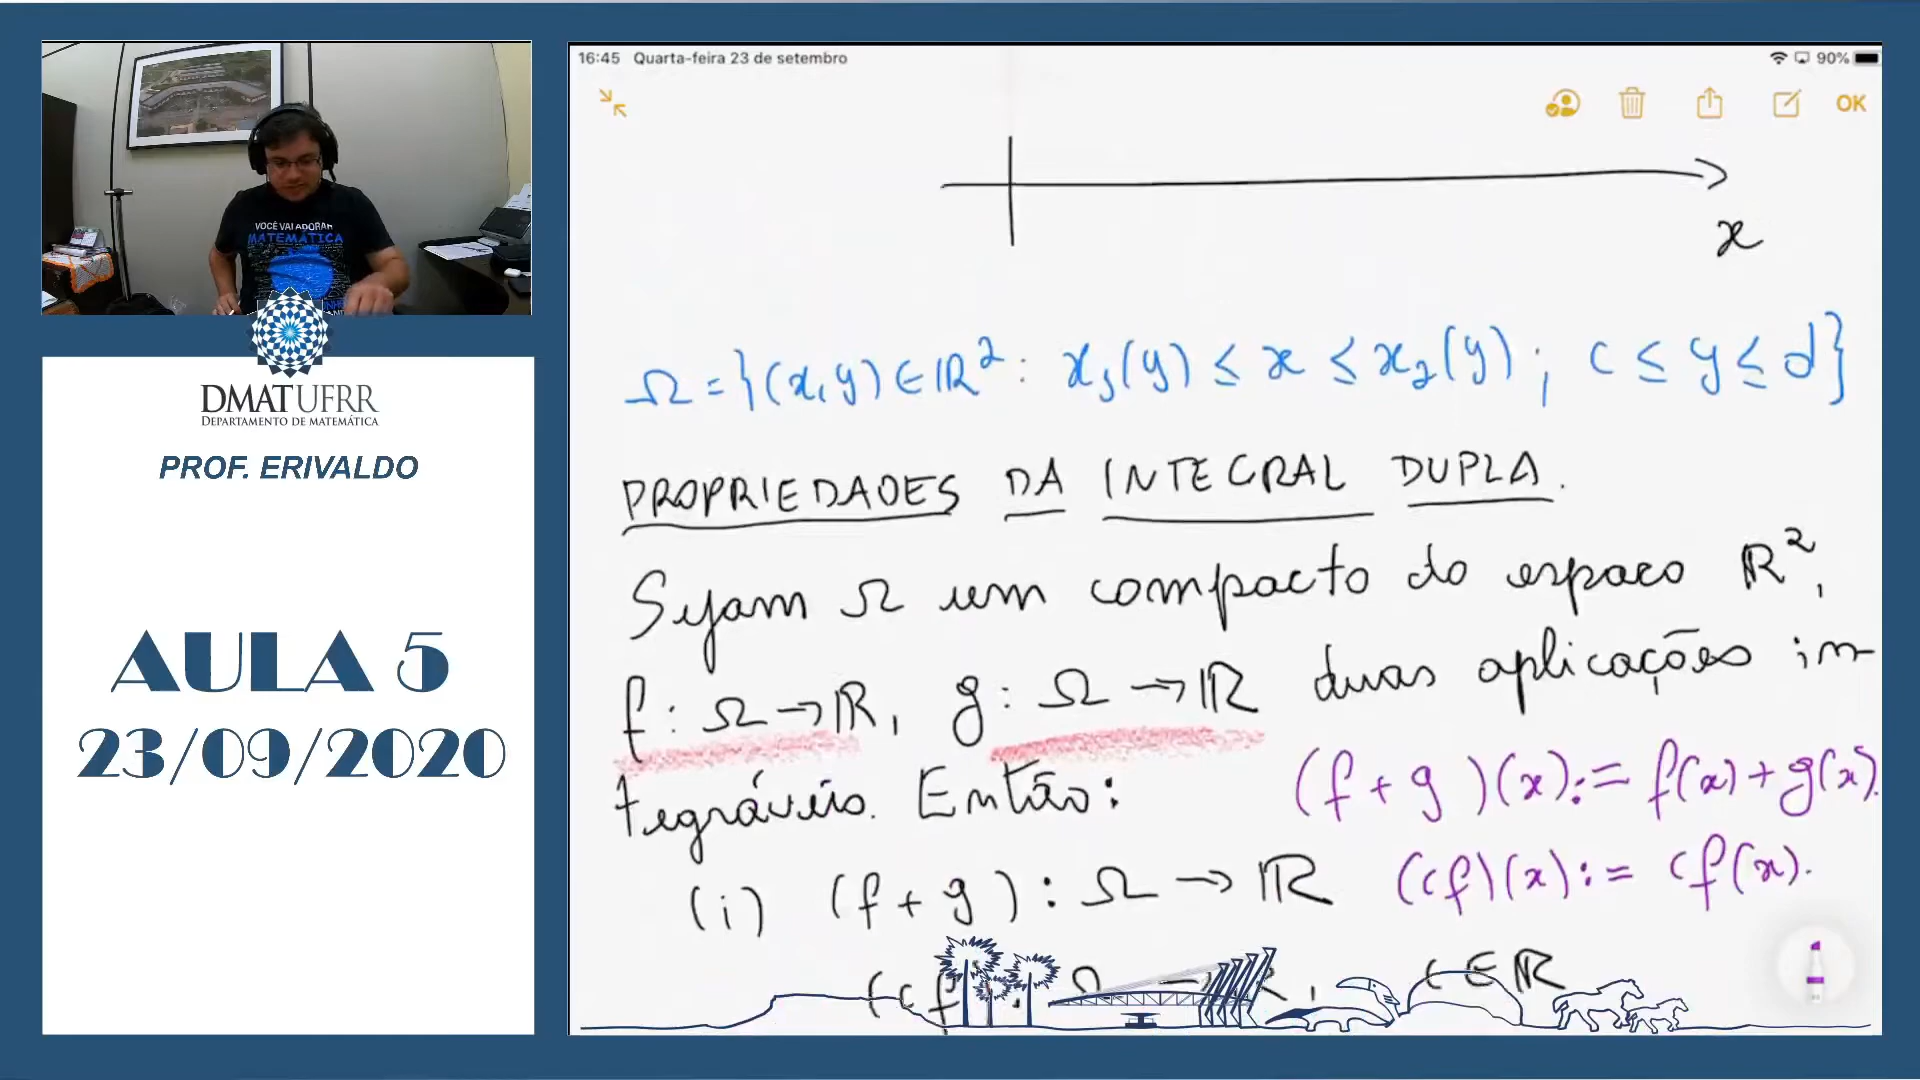 16:45 Quarta-feira 23 de setembro
90%
OK
x
Ω = {(x,y) ∈ ℝ² : x₁(y) ≤ x ≤ x₂(y) ; c ≤ y ≤ d}
PROPRIEDADES DA INTEGRAL DUPLA.
Sejam Ω um compacto do espaço ℝ²,
f: Ω → ℝ, g: Ω → ℝ duas aplicações in
tegráveis. Então:
(f + g)(x) := f(x) + g(x).
(i) (f + g) : Ω → ℝ
(cf)(x) := cf(x).
(cf) : Ω → ℝ, c ∈ ℝ
VOCÊ VAI ADORAR
MATEMÁTICA
DMATUFRR
DEPARTAMENTO DE MATEMÁTICA
PROF. ERIVALDO
AULA 5
23/09/2020